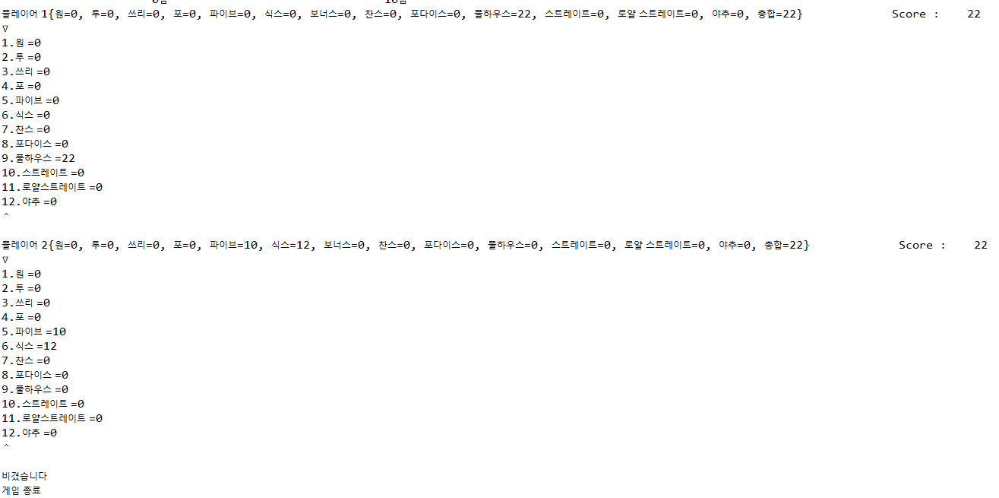 플레이어 1{원=0, 투=0, 쓰리=0, 포=0, 파이브=0, 식스=0, 보너스=0, 찬스=0, 포다이스=0, 풀하우스=22, 스트레이트=0, 로얄 스트레이트=0, 야추=0, 총합=22} Score : 22
∇
1.원 =0
2.투 =0
3.쓰리 =0
4.포 =0
5.파이브 =0
6.식스 =0
7.찬스 =0
8.포다이스 =0
9.풀하우스 =22
10.스트레이트 =0
11.로얄스트레이트 =0
12.야추 =0
^
플레이어 2{원=0, 투=0, 쓰리=0, 포=0, 파이브=10, 식스=12, 보너스=0, 찬스=0, 포다이스=0, 풀하우스=0, 스트레이트=0, 로얄 스트레이트=0, 야추=0, 총합=22} Score : 22
∇
1.원 =0
2.투 =0
3.쓰리 =0
4.포 =0
5.파이브 =10
6.식스 =12
7.찬스 =0
8.포다이스 =0
9.풀하우스 =0
10.스트레이트 =0
11.로얄스트레이트 =0
12.야추 =0
^
비겼습니다
게임 종료